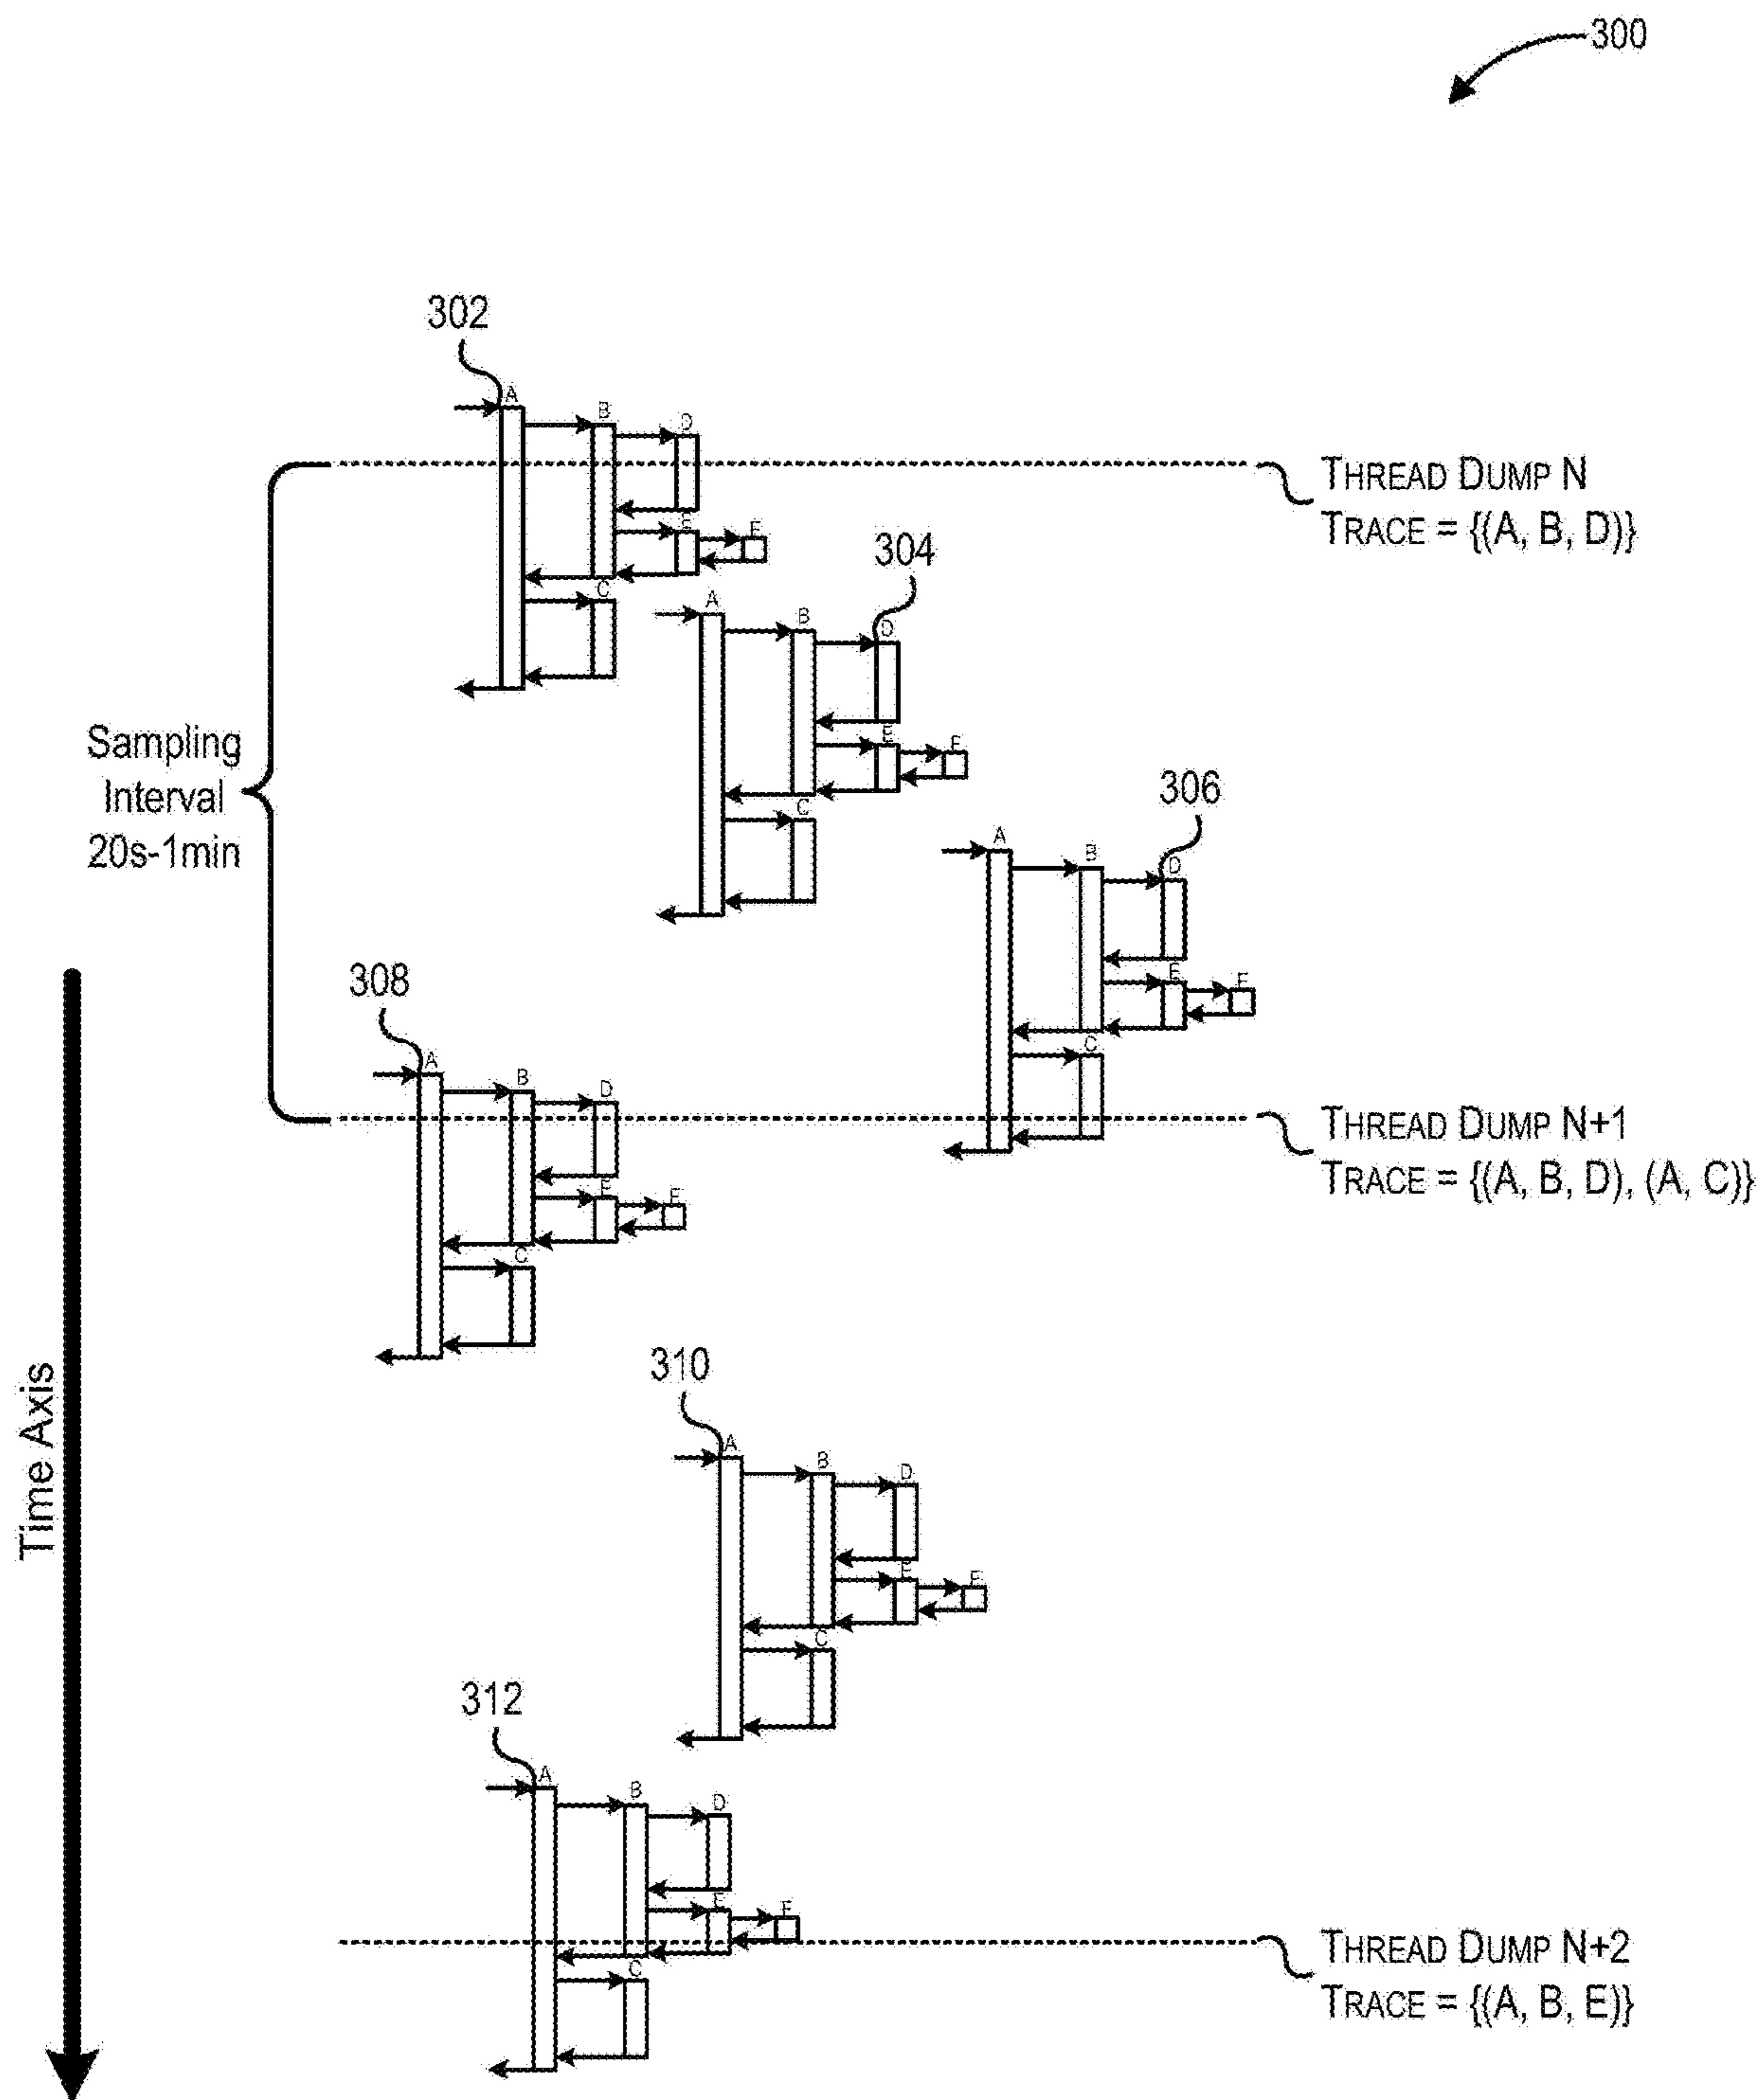 300
302
A
B
D
THREAD DUMP N
TRACE = {(A, B, D)}
E
F
304
C
A
B
D
Sampling
Interval
20s-1min
E
F
306
C
A
B
D
308
E
F
A
B
C
D
THREAD DUMP N+1
TRACE = {(A, B, D), (A, C)}
E
F
C
Time Axis
310
A
B
D
E
F
C
312
A
B
D
E
F
THREAD DUMP N+2
TRACE = {(A, B, E)}
C